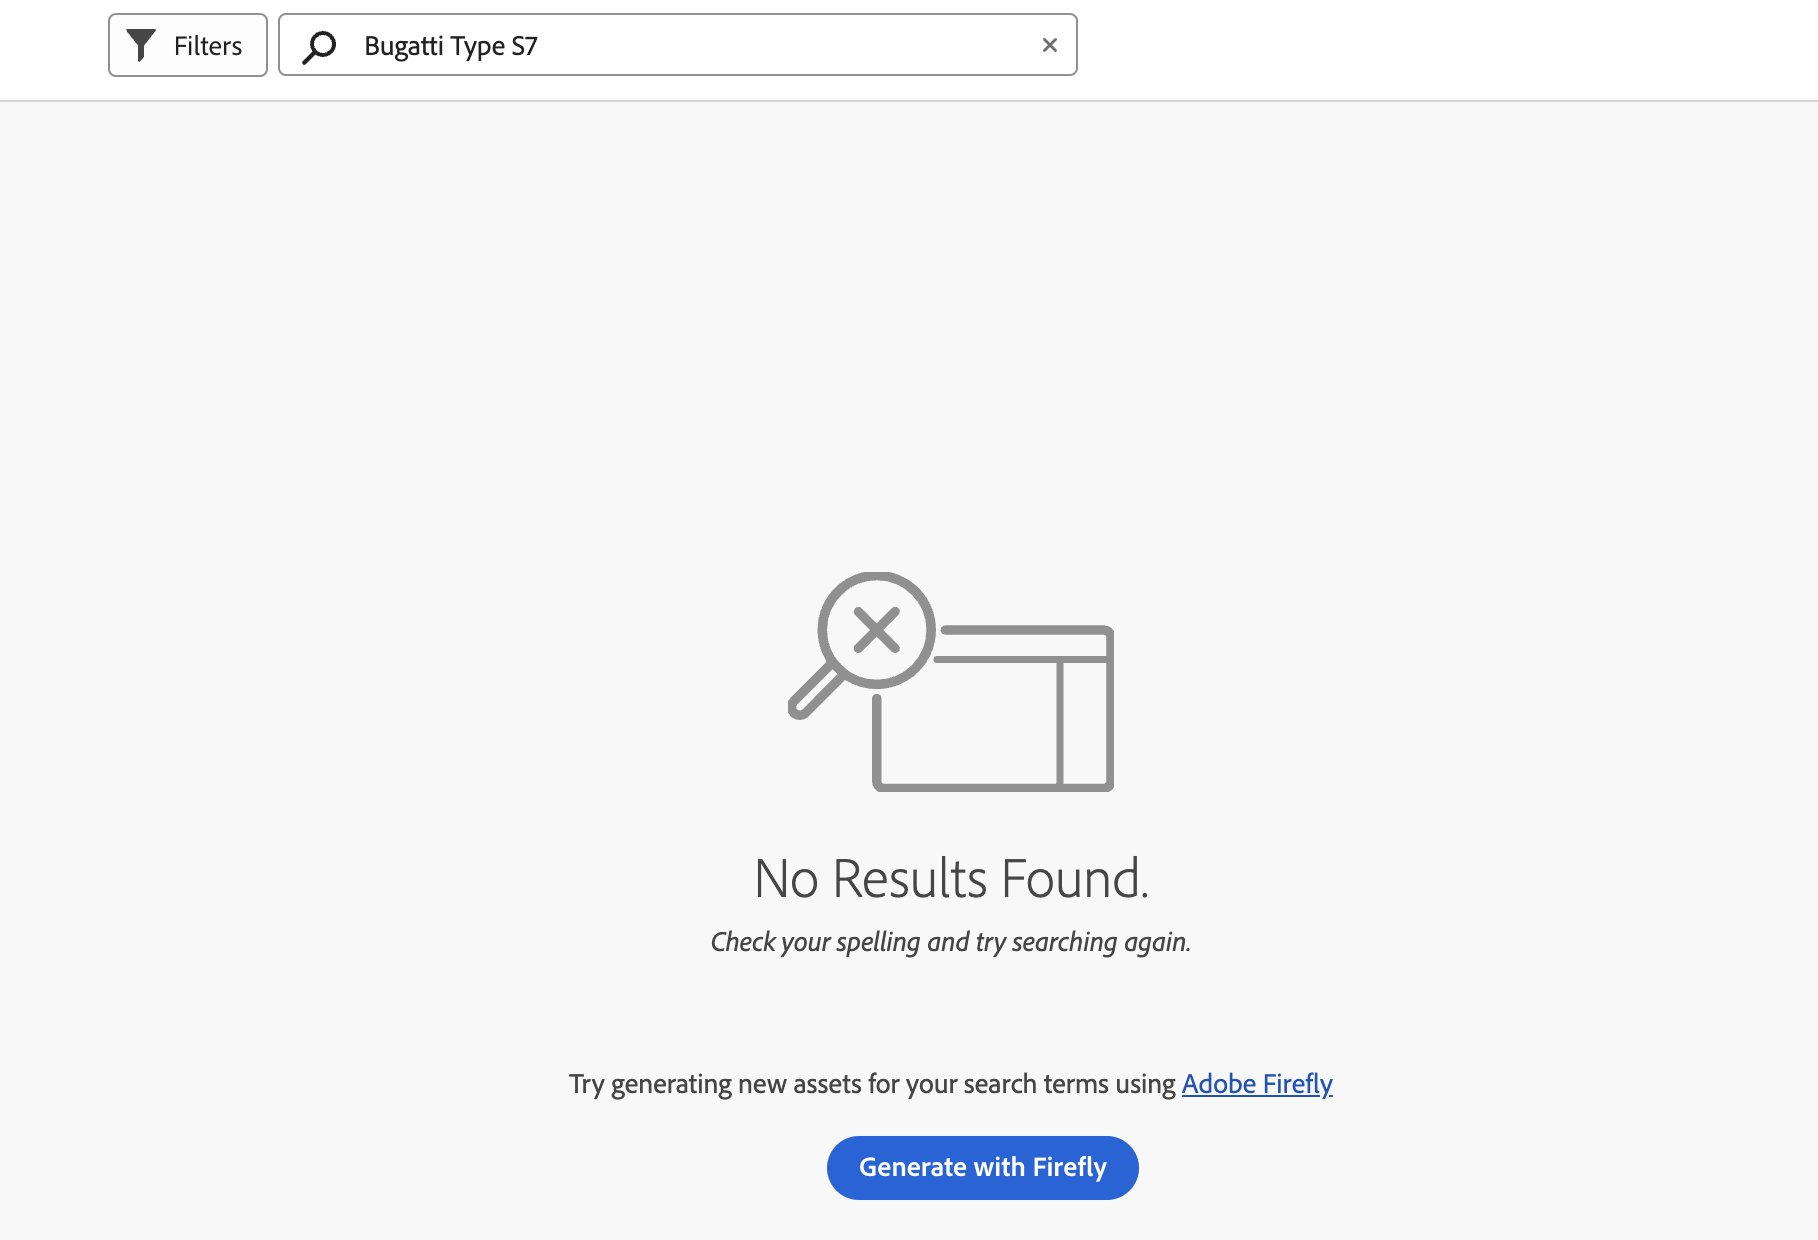 Filters
Bugatti Type S7
No Results Found.
Check your spelling and try searching again.
Try generating new assets for your search terms using Adobe Firefly
Generate with Firefly